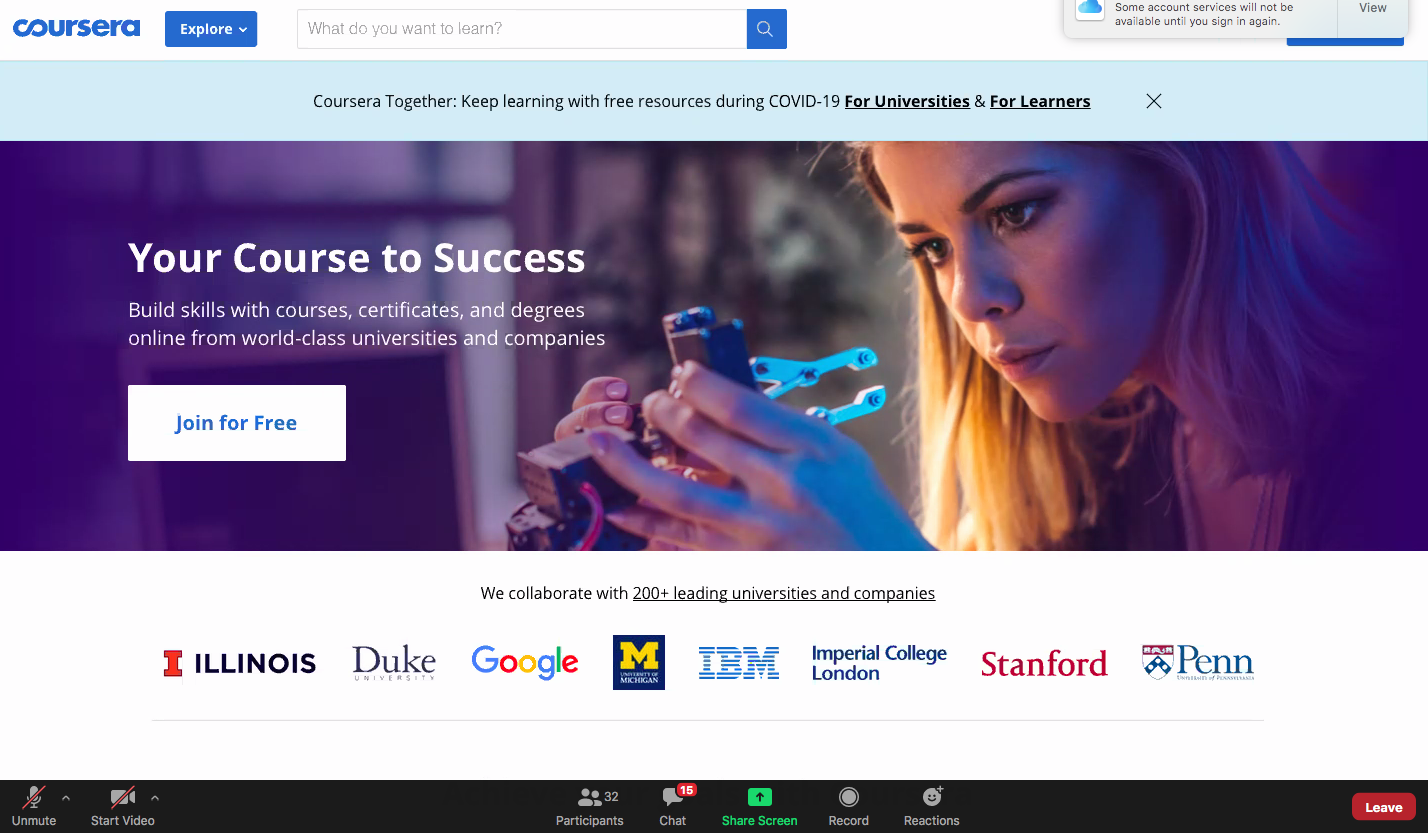 coursera
Explore
What do you want to learn?
Some account services will not be
available until you sign in again.
View
Coursera Together: Keep learning with free resources during COVID-19 For Universities & For Learners
Your Course to Success
Build skills with courses, certificates, and degrees
online from world-class universities and companies
Join for Free
We collaborate with 200+ leading universities and companies
I ILLINOIS
Duke
UNIVERSITY
Google
M
UNIVERSITY OF
MICHIGAN
IBM
Imperial College
London
Stanford
Penn
UNIVERSITY OF PENNSYLVANIA
32
15
Unmute
Start Video
Participants
Chat
Share Screen
Record
Reactions
Leave